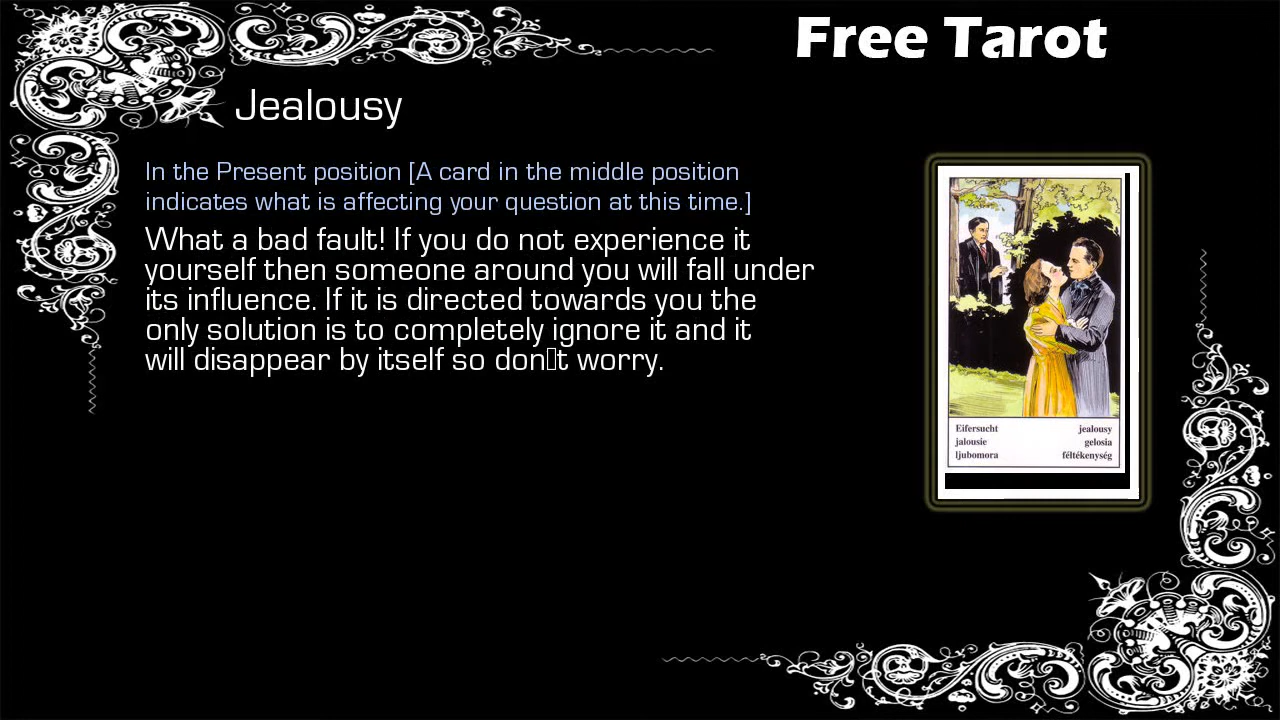 Free Tarot
Jealousy
In the Present position [A card in the middle position
indicates what is affecting your question at this time.]
What a bad fault! If you do not experience it
yourself then someone around you will fall under
its influence. If it is directed towards you the
only solution is to completely ignore it and it
will disappear by itself so don▯t worry.
Eifersucht jealousy
jalousie gelosia
ljubomora féltékenység